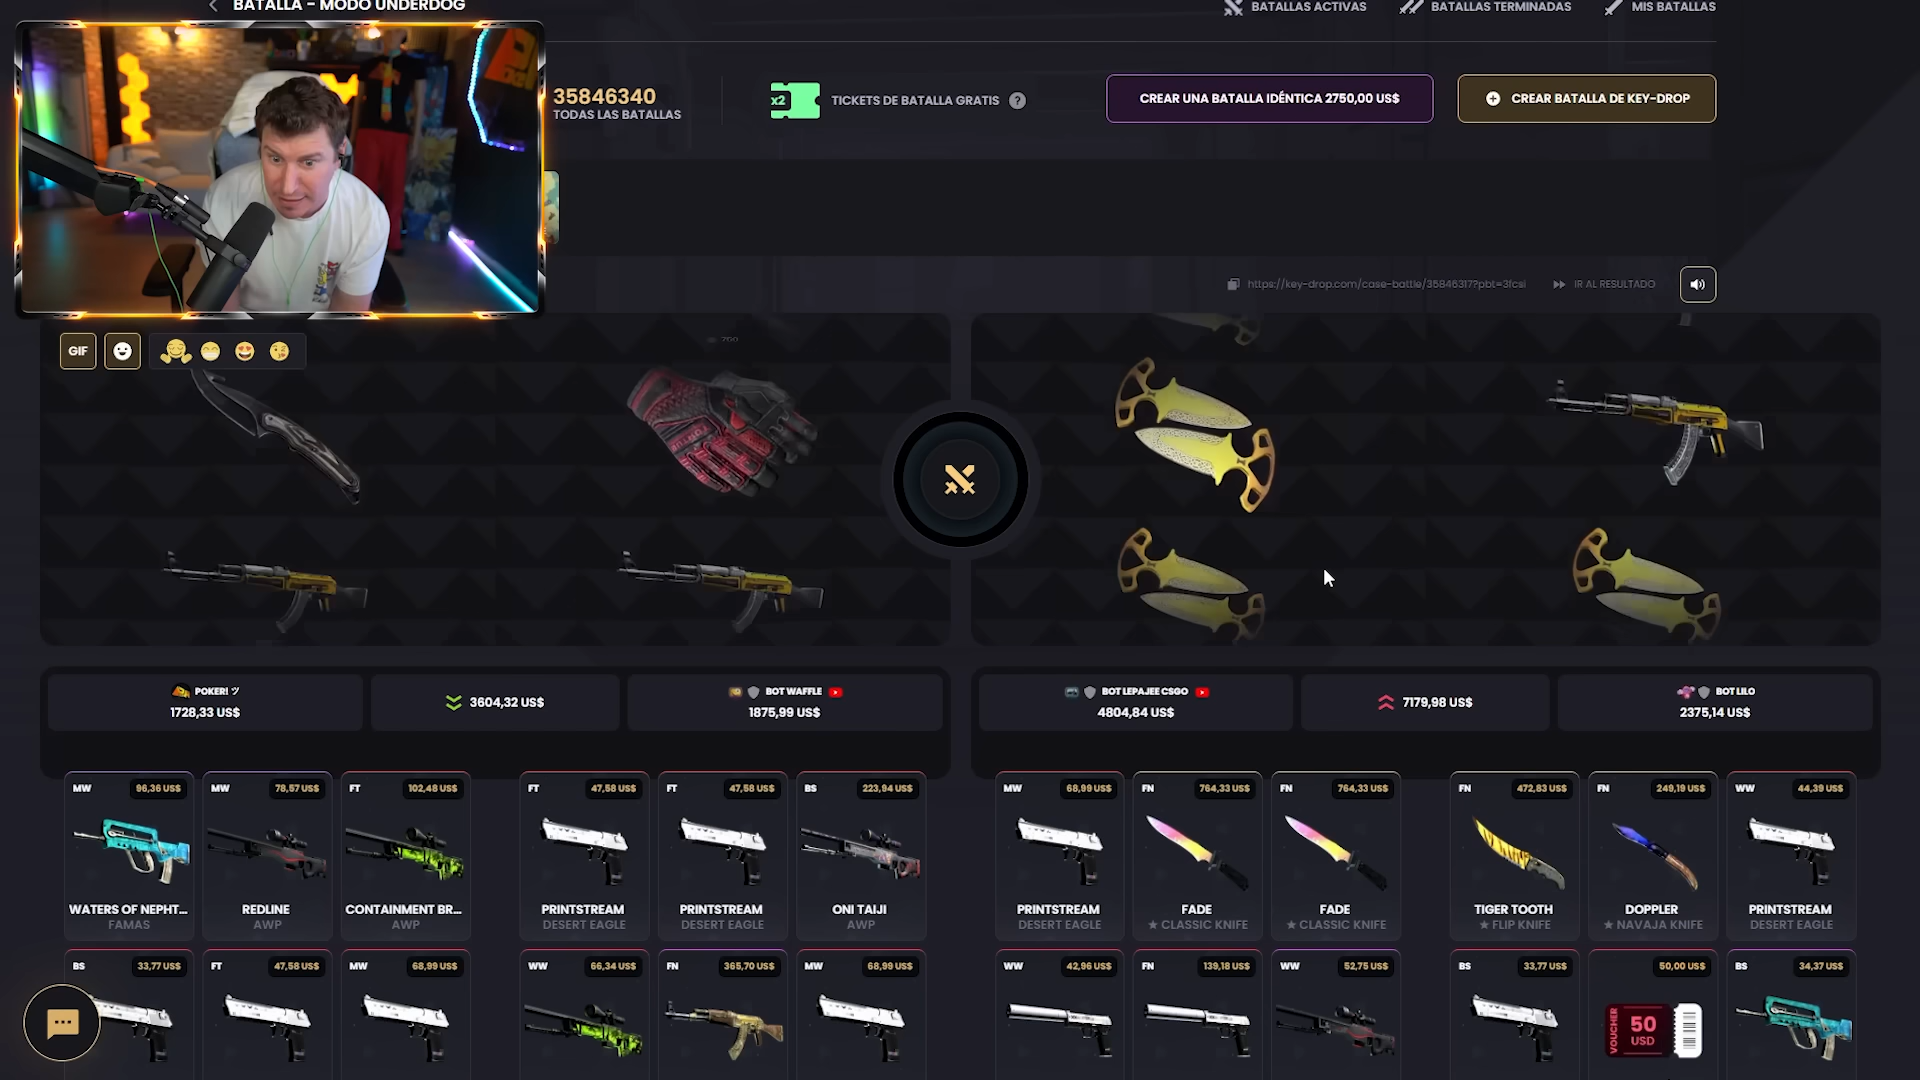 BATALLA - MODO UNDERDOG
BATALLAS ACTIVAS
BATALLAS TERMINADAS
MIS BATALLAS
35846340
TODAS LAS BATALLAS
x2
TICKETS DE BATALLA GRATIS
?
CREAR UNA BATALLA IDÉNTICA 2750,00 US$
CREAR BATALLA DE KEY-DROP
https://key-drop.com/case-battle/35846317?pbt=3fcsl
IR AL RESULTADO
GIF
POKER! ツ
1728,33 US$
3604,32 US$
BOT WAFFLE
1875,99 US$
BOT LEPAJEE CSGO
4804,84 US$
7179,98 US$
BOT LILO
2375,14 US$
MW 96,36 US$
MW 78,57 US$
FT 102,48 US$
FT 47,58 US$
FT 47,58 US$
BS 223,94 US$
MW 68,99 US$
FN 764,33 US$
FN 764,33 US$
FN 472,83 US$
FN 249,19 US$
WW 44,39 US$
WATERS OF NEPHT...
FAMAS
REDLINE
AWP
CONTAINMENT BR...
AWP
PRINTSTREAM
DESERT EAGLE
PRINTSTREAM
DESERT EAGLE
ONI TAIJI
AWP
PRINTSTREAM
DESERT EAGLE
FADE
★ CLASSIC KNIFE
FADE
★ CLASSIC KNIFE
TIGER TOOTH
★ FLIP KNIFE
DOPPLER
★ NAVAJA KNIFE
PRINTSTREAM
DESERT EAGLE
BS 33,77 US$
FT 47,58 US$
MW 68,99 US$
WW 66,34 US$
FN 365,70 US$
MW 68,99 US$
WW 42,96 US$
FN 139,18 US$
WW 52,75 US$
BS 33,77 US$
50,00 US$
BS 34,37 US$
VOUCHER
50
USD